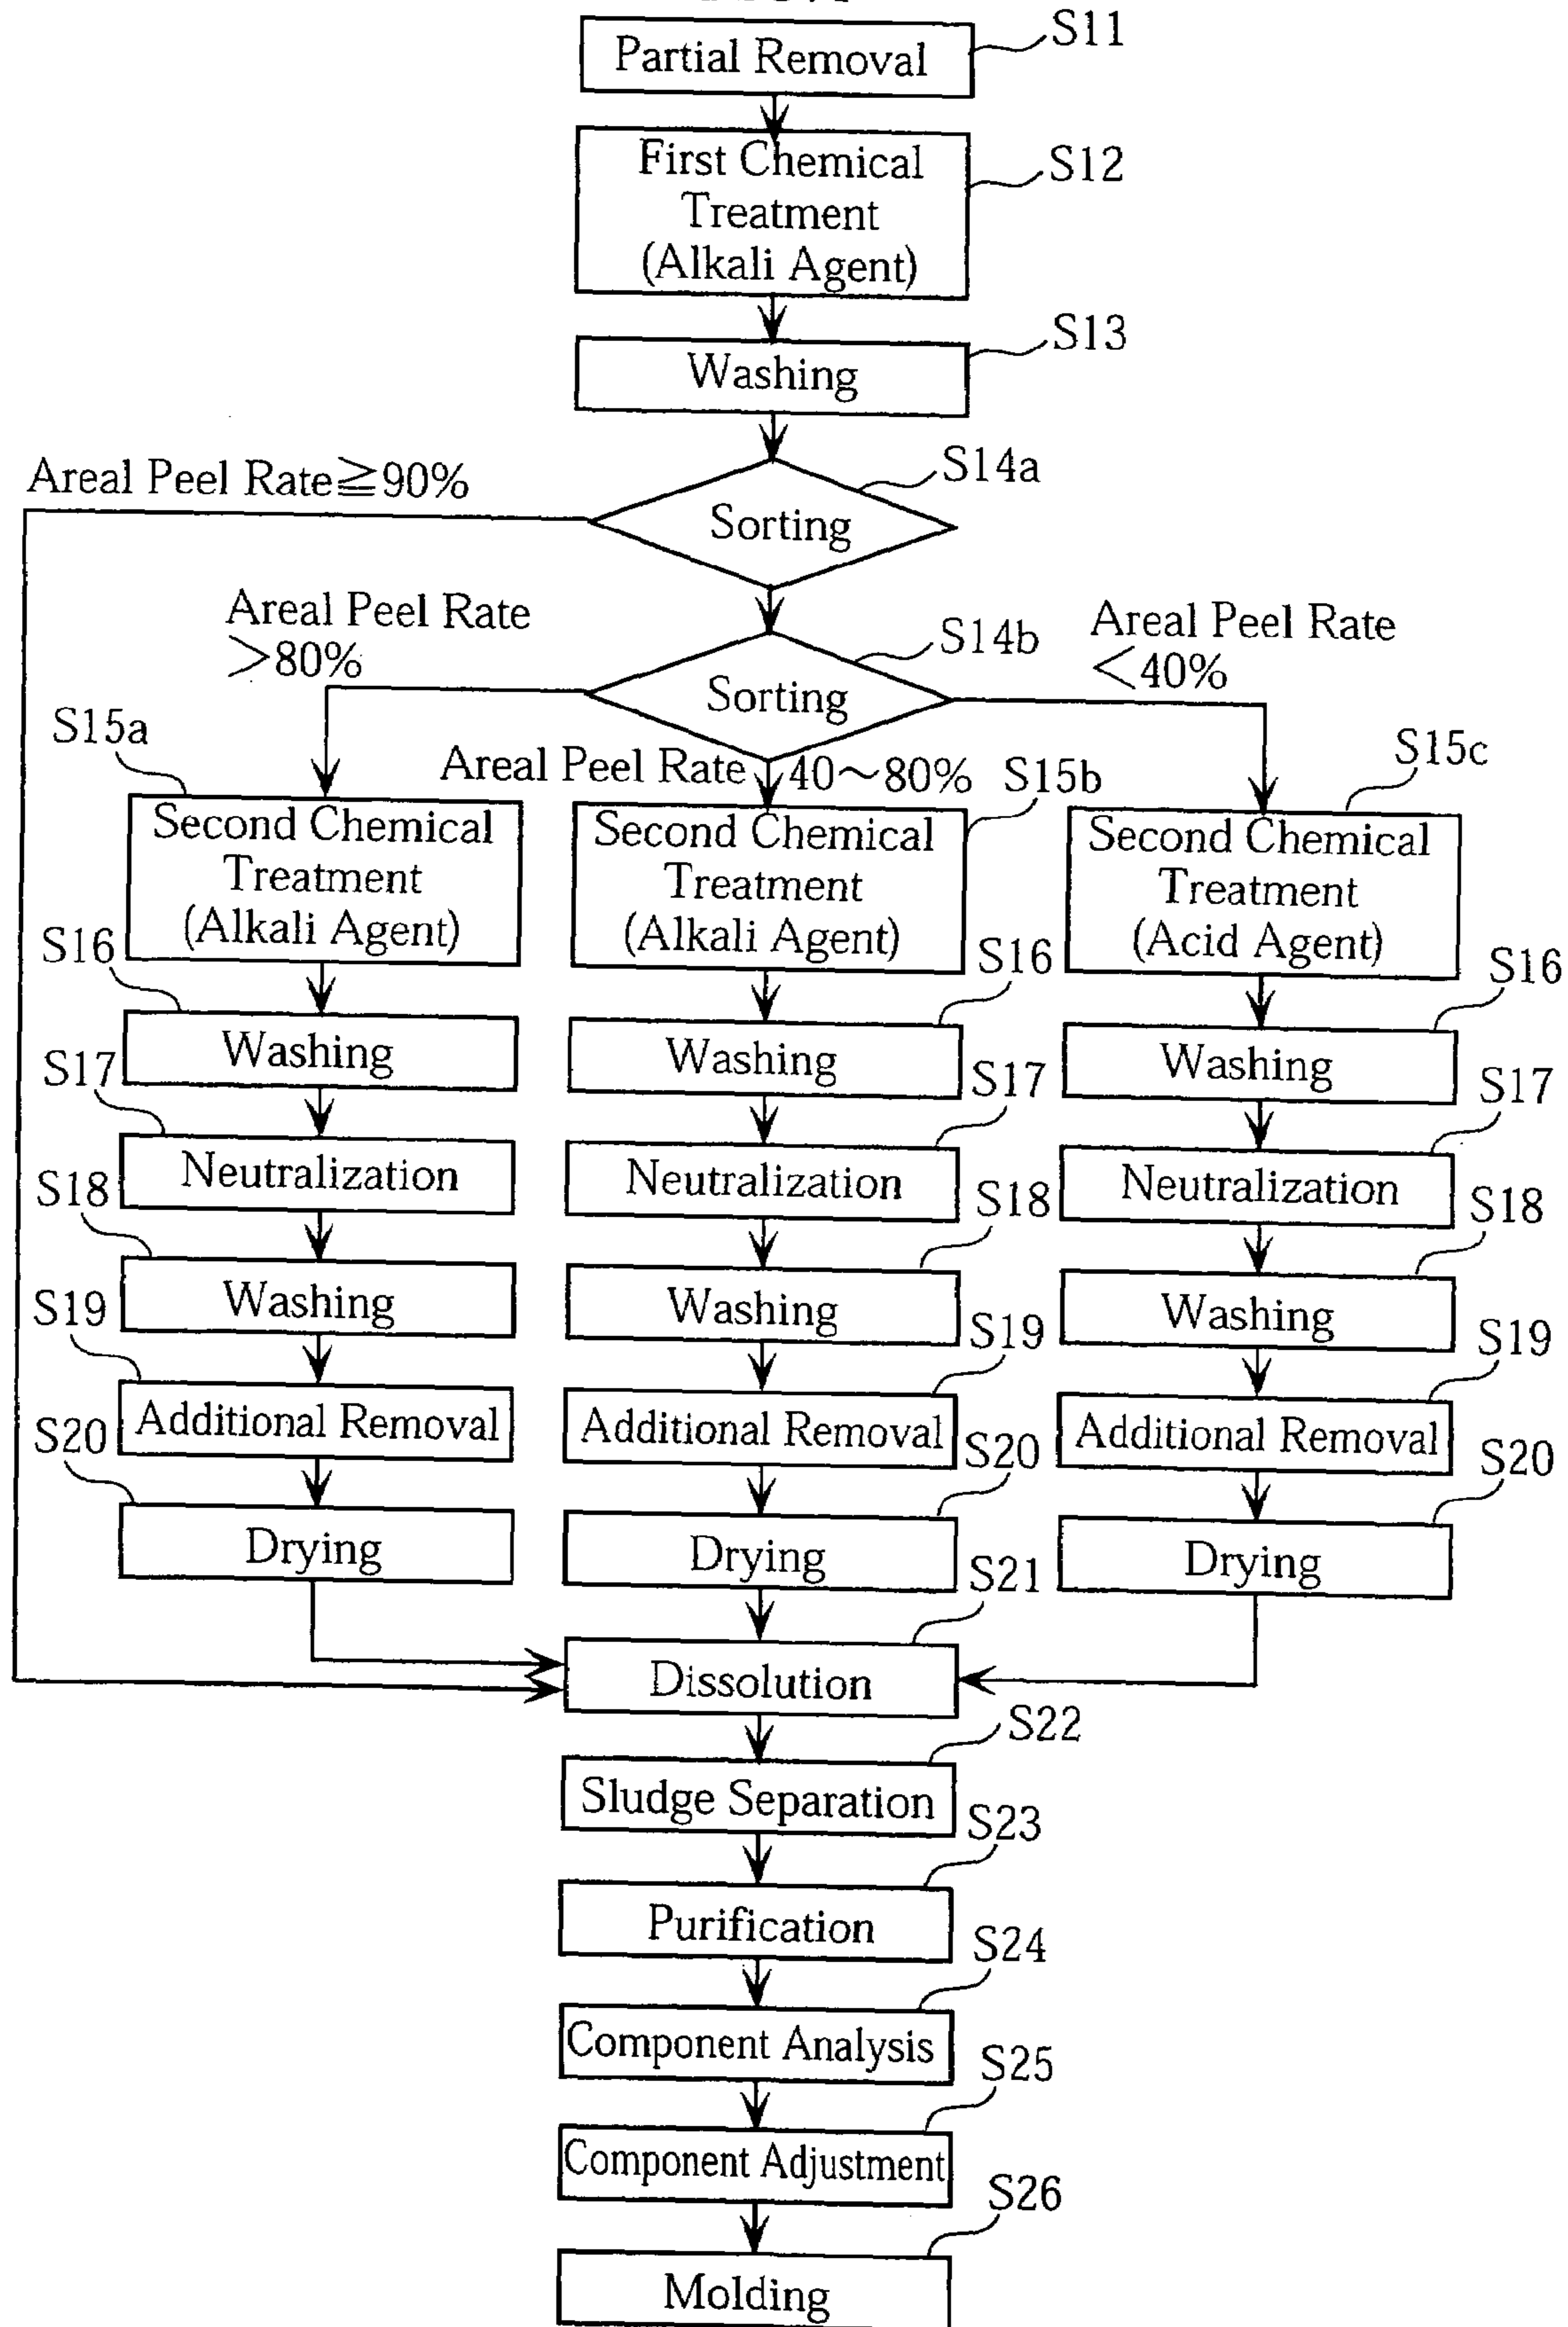 S11
Partial Removal
First Chemical
Treatment
(Alkali Agent)
S12
S13
Washing
Areal Peel Rate≧90%
S14a
Sorting
Areal Peel Rate
>80%
S14b
Areal Peel Rate
<40%
Sorting
S15a
Areal Peel Rate 40~80%
S15b
S15c
Second Chemical
Treatment
(Alkali Agent)
Second Chemical
Treatment
(Alkali Agent)
Second Chemical
Treatment
(Acid Agent)
S16
S16
S16
Washing
Washing
Washing
S17
S17
S17
Neutralization
Neutralization
Neutralization
S18
S18
S18
Washing
Washing
Washing
S19
S19
S19
Additional Removal
Additional Removal
Additional Removal
S20
S20
S20
Drying
Drying
Drying
S21
Dissolution
S22
Sludge Separation
S23
Purification
S24
Component Analysis
S25
Component Adjustment
S26
Molding